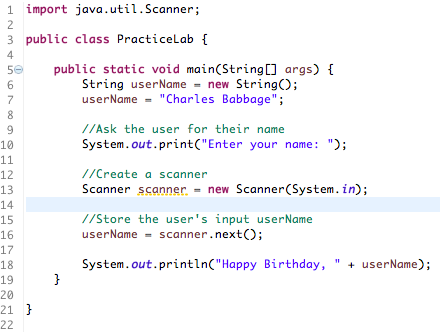 1 import java.util.Scanner;
2
3 public class PracticeLab {
4
5 public static void main(String[] args) {
6 String userName = new String();
7 userName = "Charles Babbage";
8
9 //Ask the user for their name
10 System.out.print("Enter your name: ");
11
12 //Create a scanner
13 Scanner scanner = new Scanner(System.in);
14
15 //Store the user's input userName
16 userName = scanner.next();
17
18 System.out.println("Happy Birthday, " + userName);
19 }
20
21 }
22